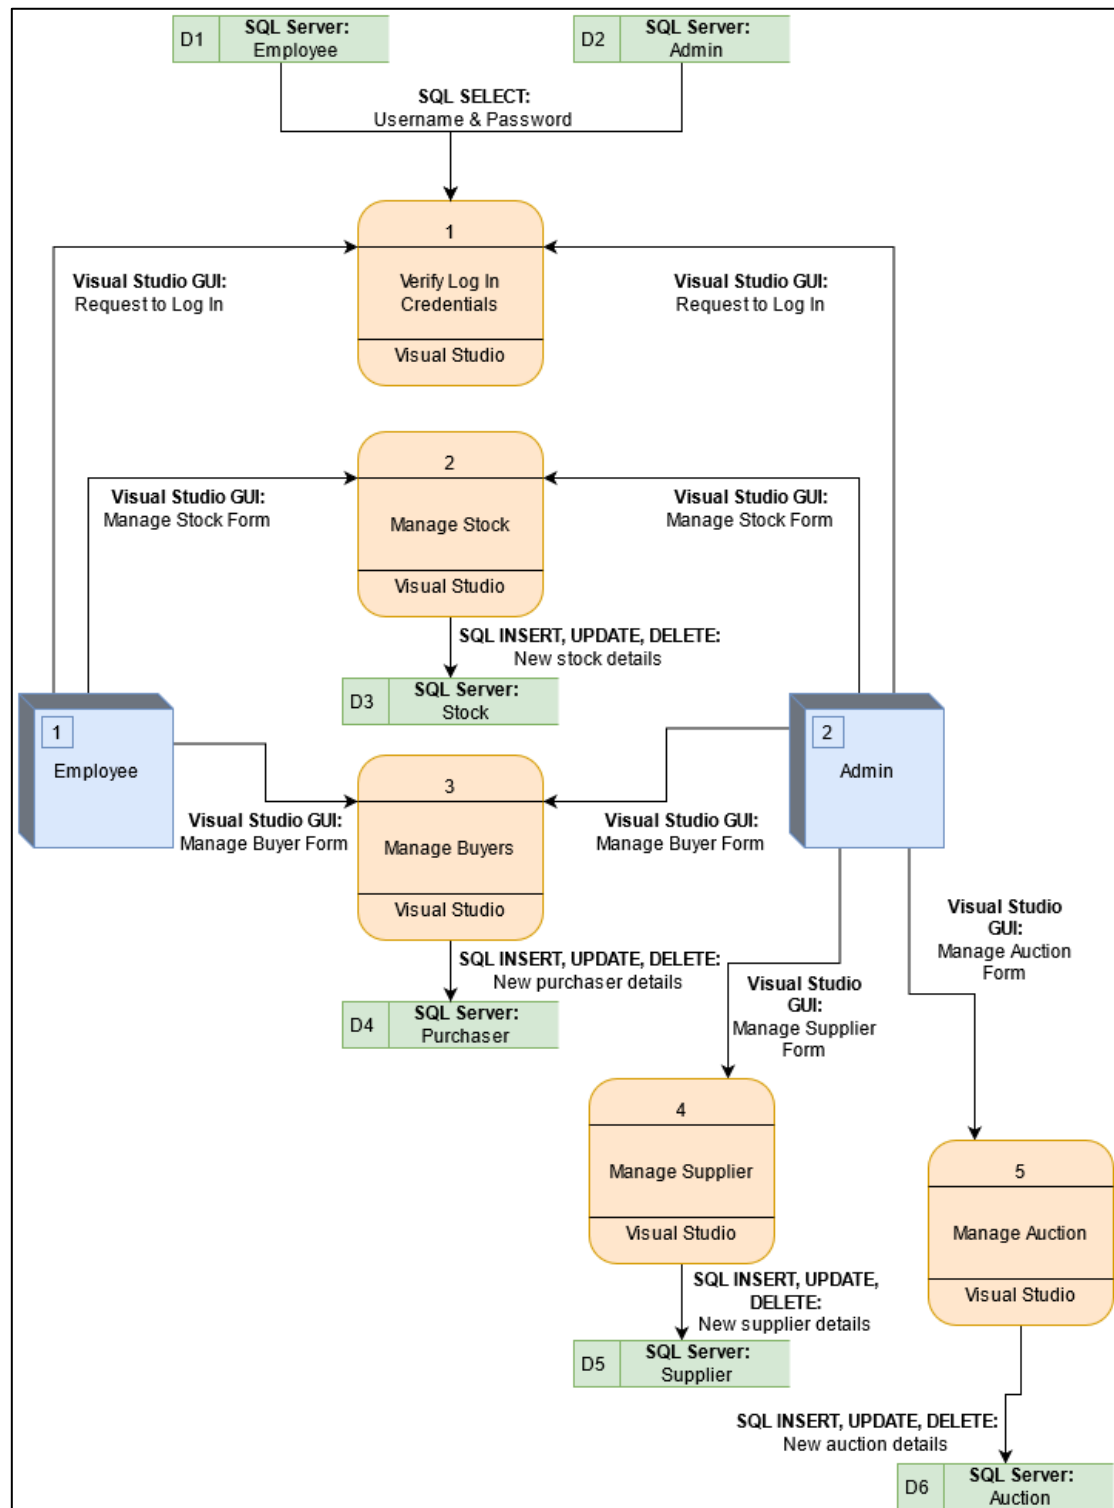 D1
SQL Server:
Employee
D2
SQL Server:
Admin
SQL SELECT:
Username & Password
1
Verify Log In
Credentials
Visual Studio
Visual Studio GUI:
Request to Log In
Visual Studio GUI:
Request to Log In
2
Manage Stock
Visual Studio
Visual Studio GUI:
Manage Stock Form
Visual Studio GUI:
Manage Stock Form
SQL INSERT, UPDATE, DELETE:
New stock details
D3
SQL Server:
Stock
1
Employee
2
Admin
3
Manage Buyers
Visual Studio
Visual Studio GUI:
Manage Buyer Form
Visual Studio GUI:
Manage Buyer Form
SQL INSERT, UPDATE, DELETE:
New purchaser details
D4
SQL Server:
Purchaser
Visual Studio
GUI:
Manage Auction
Form
Visual Studio
GUI:
Manage Supplier
Form
4
Manage Supplier
Visual Studio
5
Manage Auction
Visual Studio
SQL INSERT, UPDATE,
DELETE:
New supplier details
D5
SQL Server:
Supplier
SQL INSERT, UPDATE, DELETE:
New auction details
D6
SQL Server:
Auction